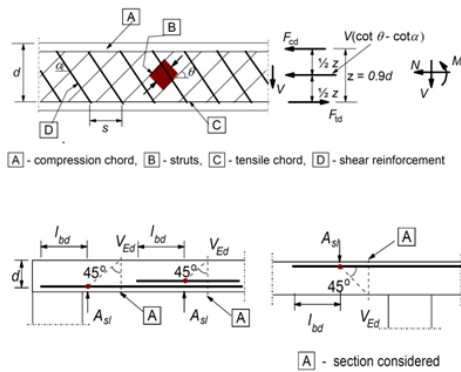 A B
F_cd V(cot θ - cotα)
d α θ V ½ z ½ z z = 0.9d N M V
D s C F_td
A - compression chord, B - struts, C - tensile chord, D - shear reinforcement
l_bd V_Ed l_bd V_Ed A_sl A
d 45° 45° 45°
A_sl A A_sl A l_bd V_Ed
A - section considered